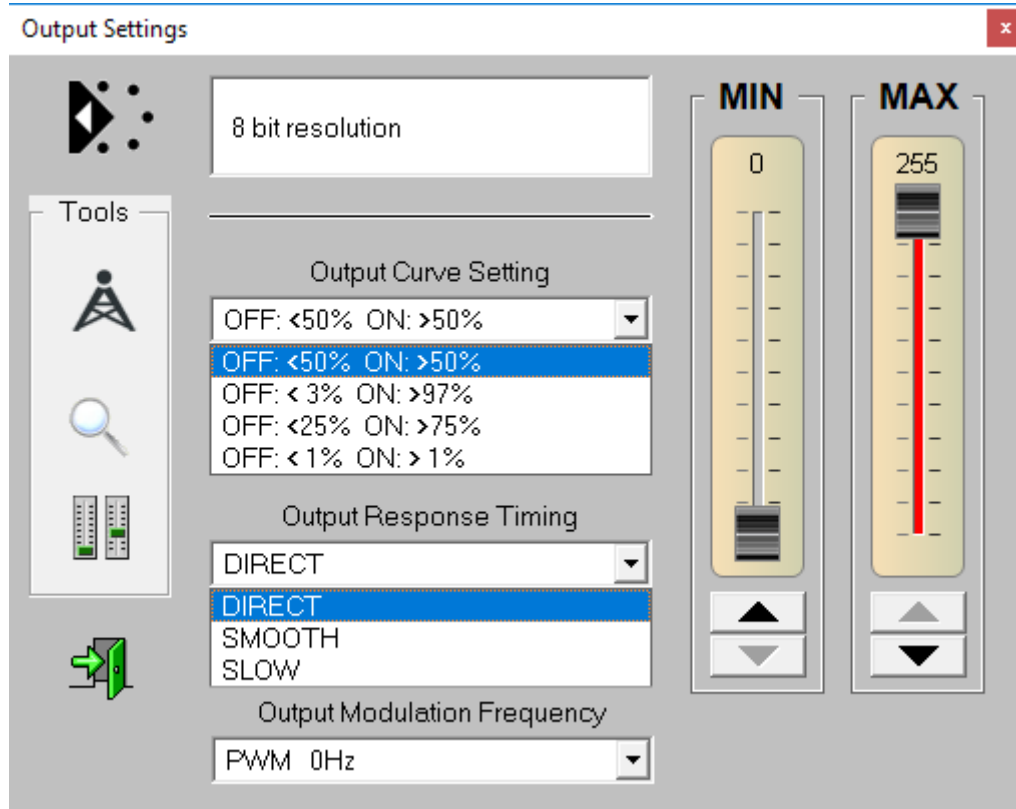 Output Settings
x
8 bit resolution
Tools
Output Curve Setting
OFF: <50% ON: >50%
OFF: <50% ON: >50%
OFF: < 3% ON: >97%
OFF: <25% ON: >75%
OFF: < 1% ON: > 1%
Output Response Timing
DIRECT
DIRECT
SMOOTH
SLOW
Output Modulation Frequency
PWM 0Hz
MIN
0
MAX
255